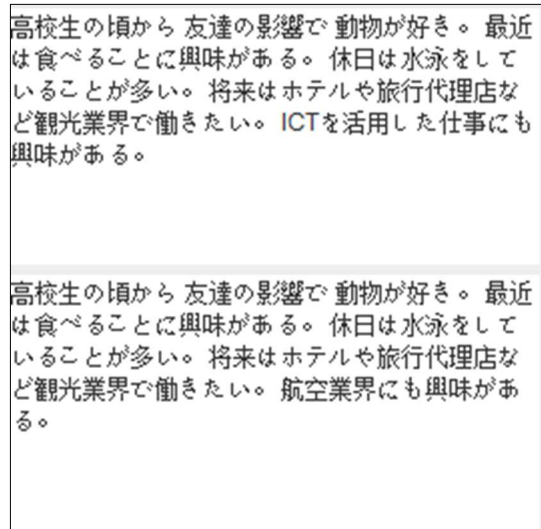 高校生の頃から 友達の影響で 動物が好き。 最近
は食べることに興味がある。 休日は水泳をして
いることが多い。 将来はホテルや旅行代理店な
ど観光業界で働きたい。 ICTを活用した仕事にも
興味がある。
高校生の頃から 友達の影響で 動物が好き。 最近
は食べることに興味がある。 休日は水泳をして
いることが多い。 将来はホテルや旅行代理店な
ど観光業界で働きたい。 航空業界にも興味があ
る。